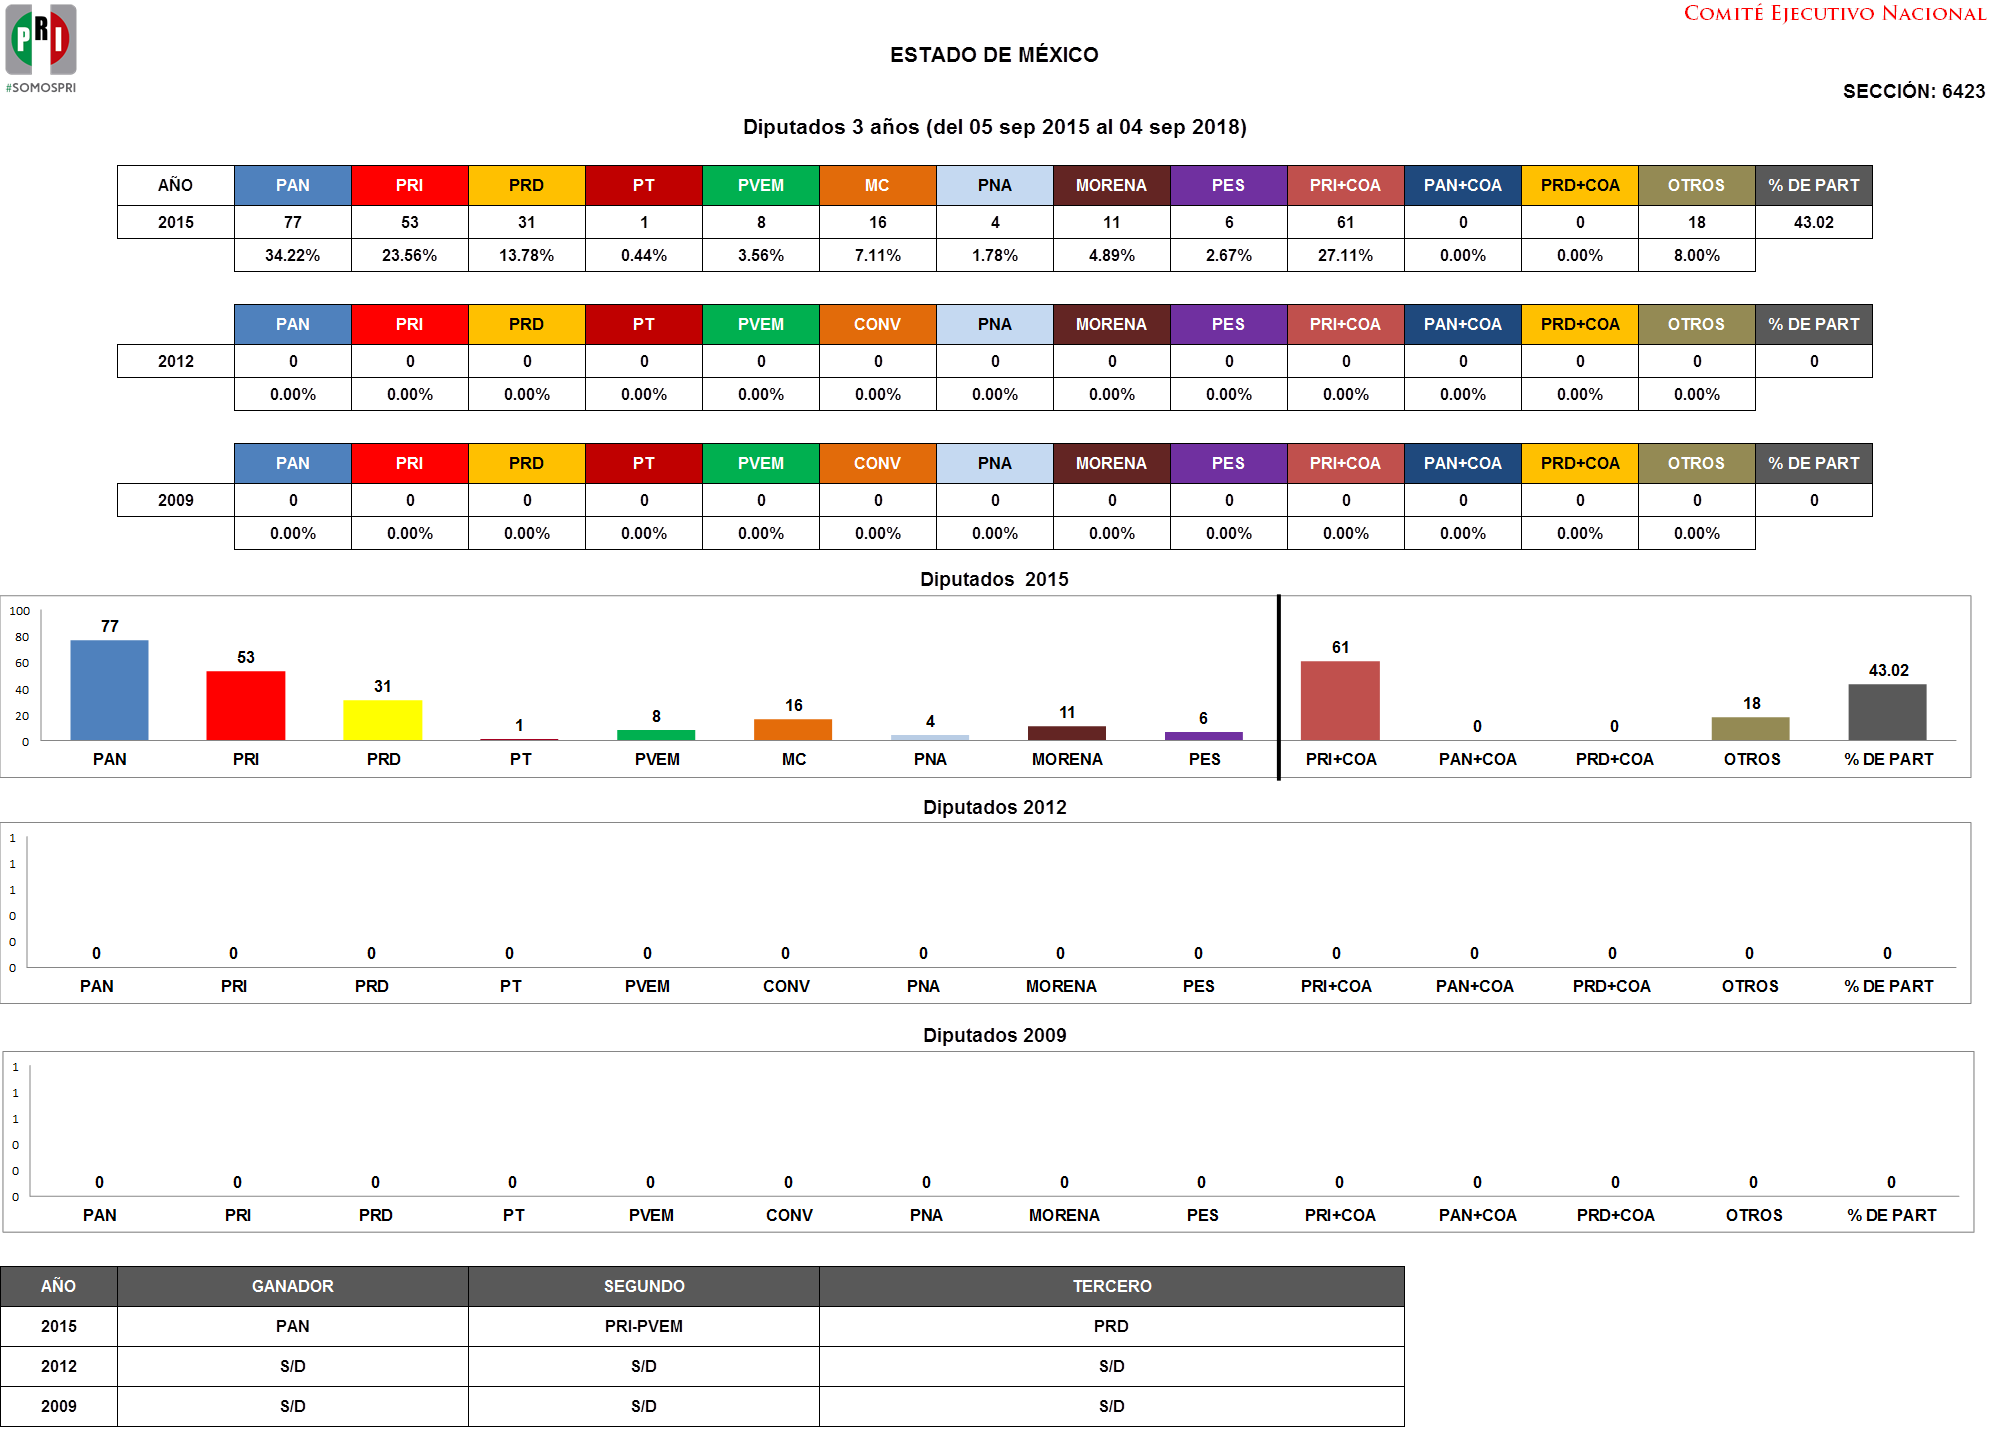 COMITÉ EJECUTIVO NACIONAL
PRI
#SOMOSPRI
ESTADO DE MÉXICO
SECCIÓN: 6423
Diputados 3 años (del 05 sep 2015 al 04 sep 2018)
AÑO PAN PRI PRD PT PVEM MC PNA MORENA PES PRI+COA PAN+COA PRD+COA OTROS % DE PART
2015 77 53 31 1 8 16 4 11 6 61 0 0 18 43.02
34.22% 23.56% 13.78% 0.44% 3.56% 7.11% 1.78% 4.89% 2.67% 27.11% 0.00% 0.00% 8.00%
PAN PRI PRD PT PVEM CONV PNA MORENA PES PRI+COA PAN+COA PRD+COA OTROS % DE PART
2012 0 0 0 0 0 0 0 0 0 0 0 0 0 0
0.00% 0.00% 0.00% 0.00% 0.00% 0.00% 0.00% 0.00% 0.00% 0.00% 0.00% 0.00% 0.00%
PAN PRI PRD PT PVEM CONV PNA MORENA PES PRI+COA PAN+COA PRD+COA OTROS % DE PART
2009 0 0 0 0 0 0 0 0 0 0 0 0 0 0
0.00% 0.00% 0.00% 0.00% 0.00% 0.00% 0.00% 0.00% 0.00% 0.00% 0.00% 0.00% 0.00%
Diputados 2015
100
80
60
40
20
0
77 53 31 1 8 16 4 11 6 61 0 0 18 43.02
PAN PRI PRD PT PVEM MC PNA MORENA PES PRI+COA PAN+COA PRD+COA OTROS % DE PART
Diputados 2012
1
1
1
0
0
0
0 0 0 0 0 0 0 0 0 0 0 0 0 0
PAN PRI PRD PT PVEM CONV PNA MORENA PES PRI+COA PAN+COA PRD+COA OTROS % DE PART
Diputados 2009
1
1
1
0
0
0
0 0 0 0 0 0 0 0 0 0 0 0 0 0
PAN PRI PRD PT PVEM CONV PNA MORENA PES PRI+COA PAN+COA PRD+COA OTROS % DE PART
AÑO GANADOR SEGUNDO TERCERO
2015 PAN PRI-PVEM PRD
2012 S/D S/D S/D
2009 S/D S/D S/D